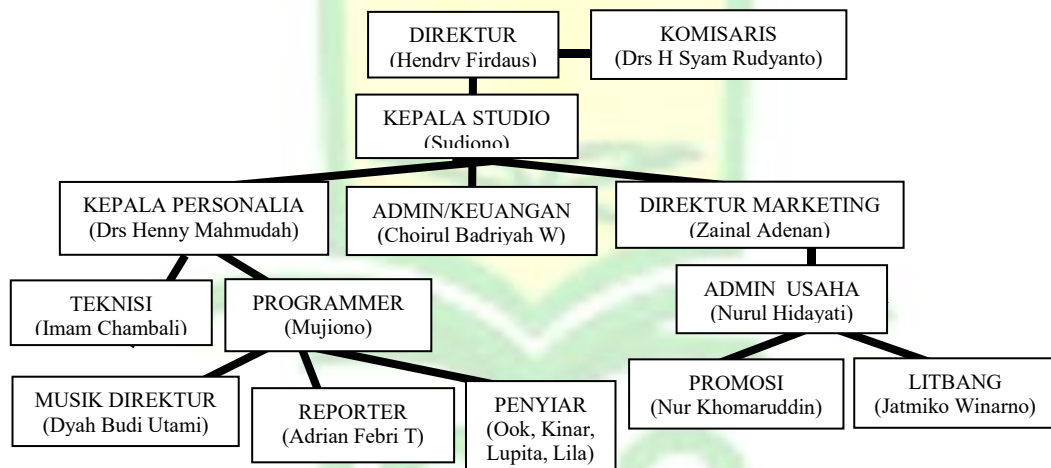 DIREKTUR
(Hendry Firdaus)
KOMISARIS
(Drs H Syam Rudyanto)
KEPALA STUDIO
(Sudiono)
KEPALA PERSONALIA
(Drs Henny Mahmudah)
ADMIN/KEUANGAN
(Choirul Badriyah W)
DIREKTUR MARKETING
(Zainal Adenan)
TEKNISI
(Imam Chambali)
PROGRAMMER
(Mujiono)
ADMIN USAHA
(Nurul Hidayati)
MUSIK DIREKTUR
(Dyah Budi Utami)
REPORTER
(Adrian Febri T)
PENYIAR
(Ook, Kinar,
Lupita, Lila)
PROMOSI
(Nur Khomaruddin)
LITBANG
(Jatmiko Winarno)